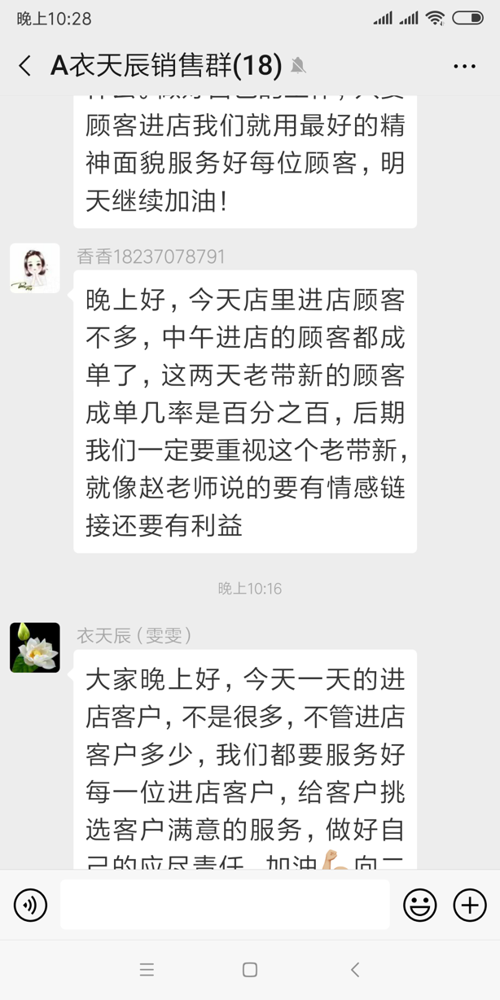 晚上10:28
A衣天辰销售群(18)
顾客进店我们就用最好的精
神面貌服务好每位顾客，明
天继续加油！
香香18237078791
晚上好，今天店里进店顾客
不多，中午进店的顾客都成
单了，这两天老带新的顾客
成单几率是百分之百，后期
我们一定要重视这个老带新，
就像赵老师说的要有情感链
接还要有利益
晚上10:16
衣天辰（雯雯）
大家晚上好，今天一天的进
店客户，不是很多，不管进店
客户多少，我们都要服务好
每一位进店客户，给客户挑
选客户满意的服务，做好自
己的应尽责任 加油💪🏼向二